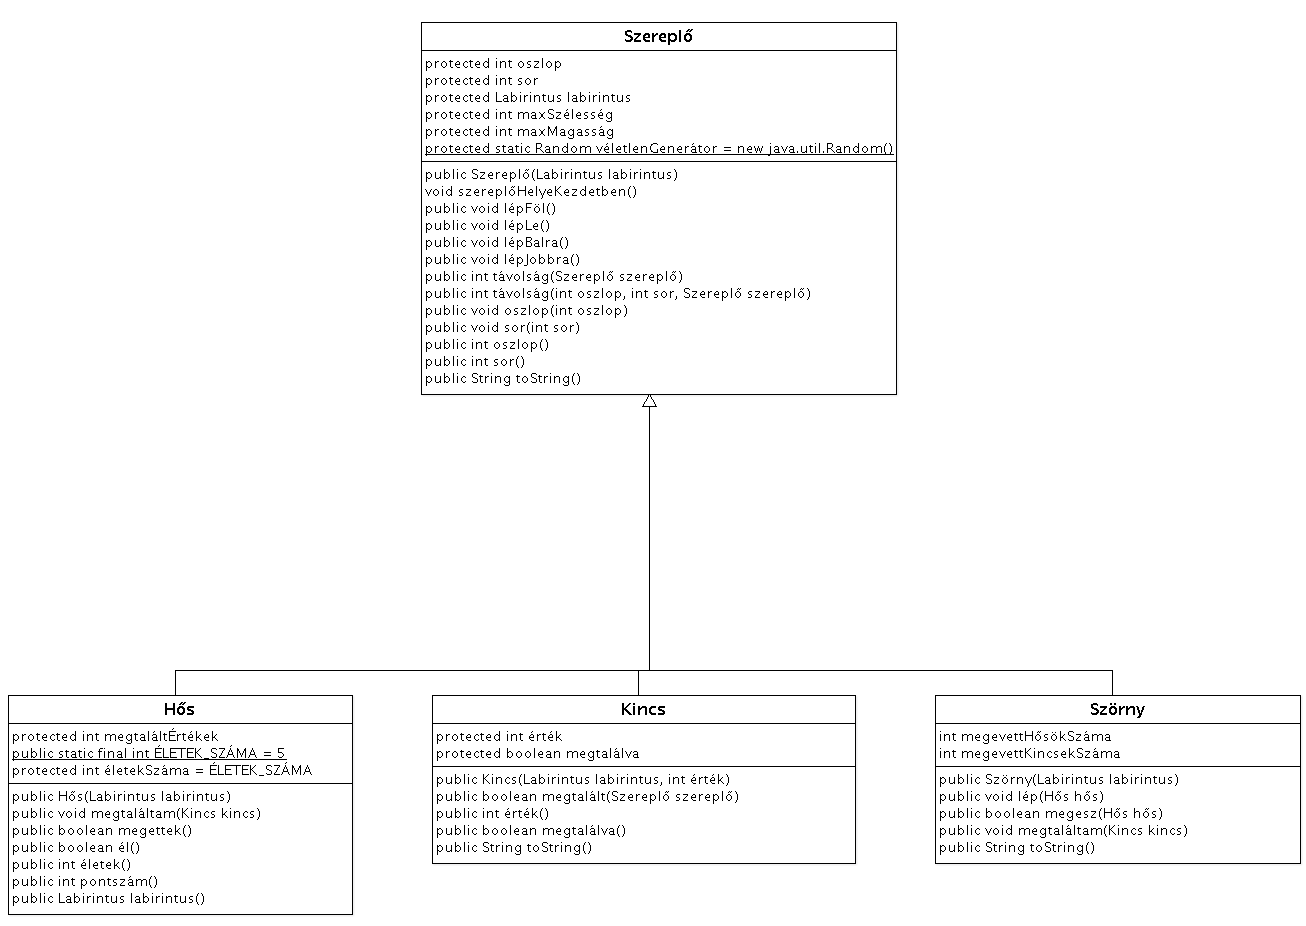 Szereplő
protected int oszlop
protected int sor
protected Labirintus labirintus
protected int maxSzélesség
protected int maxMagasság
protected static Random véletlenGenerátor = new java.util.Random()
public Szereplő(Labirintus labirintus)
void szereplőHelyeKezdetben()
public void lépFöl()
public void lépLe()
public void lépBalra()
public void lépJobbra()
public int távolság(Szereplő szereplő)
public int távolság(int oszlop, int sor, Szereplő szereplő)
public void oszlop(int oszlop)
public void sor(int sor)
public int oszlop()
public int sor()
public String toString()
Hős
protected int megtaláltÉrtékek
public static final int ÉLETEK_SZÁMA = 5
protected int életekSzáma = ÉLETEK_SZÁMA
public Hős(Labirintus labirintus)
public void megtaláltam(Kincs kincs)
public boolean megettek()
public boolean él()
public int életek()
public int pontszám()
public Labirintus labirintus()
Kincs
protected int érték
protected boolean megtalálva
public Kincs(Labirintus labirintus, int érték)
public boolean megtalált(Szereplő szereplő)
public int érték()
public boolean megtalálva()
public String toString()
Szörny
int megevettHősökSzáma
int megevettKincsekSzáma
public Szörny(Labirintus labirintus)
public void lép(Hős hős)
public boolean megesz(Hős hős)
public void megtaláltam(Kincs kincs)
public String toString()